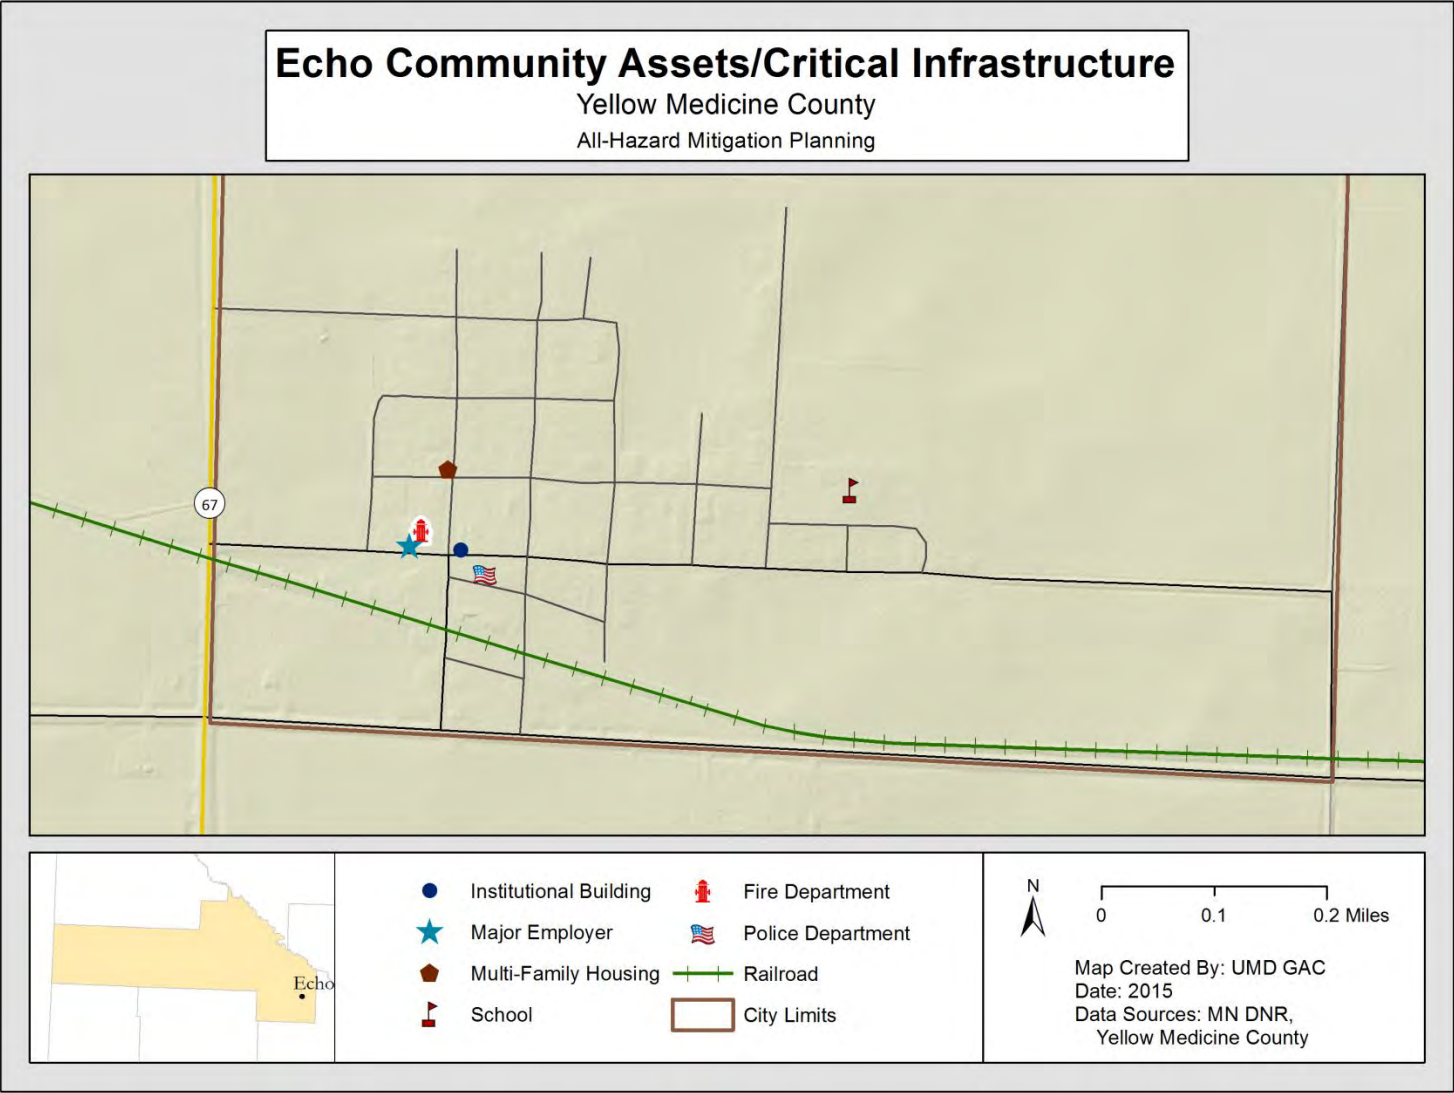 Echo Community Assets/Critical Infrastructure
Yellow Medicine County
All-Hazard Mitigation Planning
67
Echo
Institutional Building
Major Employer
Multi-Family Housing
School
Fire Department
Police Department
Railroad
City Limits
N
0 0.1 0.2 Miles
Map Created By: UMD GAC
Date: 2015
Data Sources: MN DNR,
Yellow Medicine County